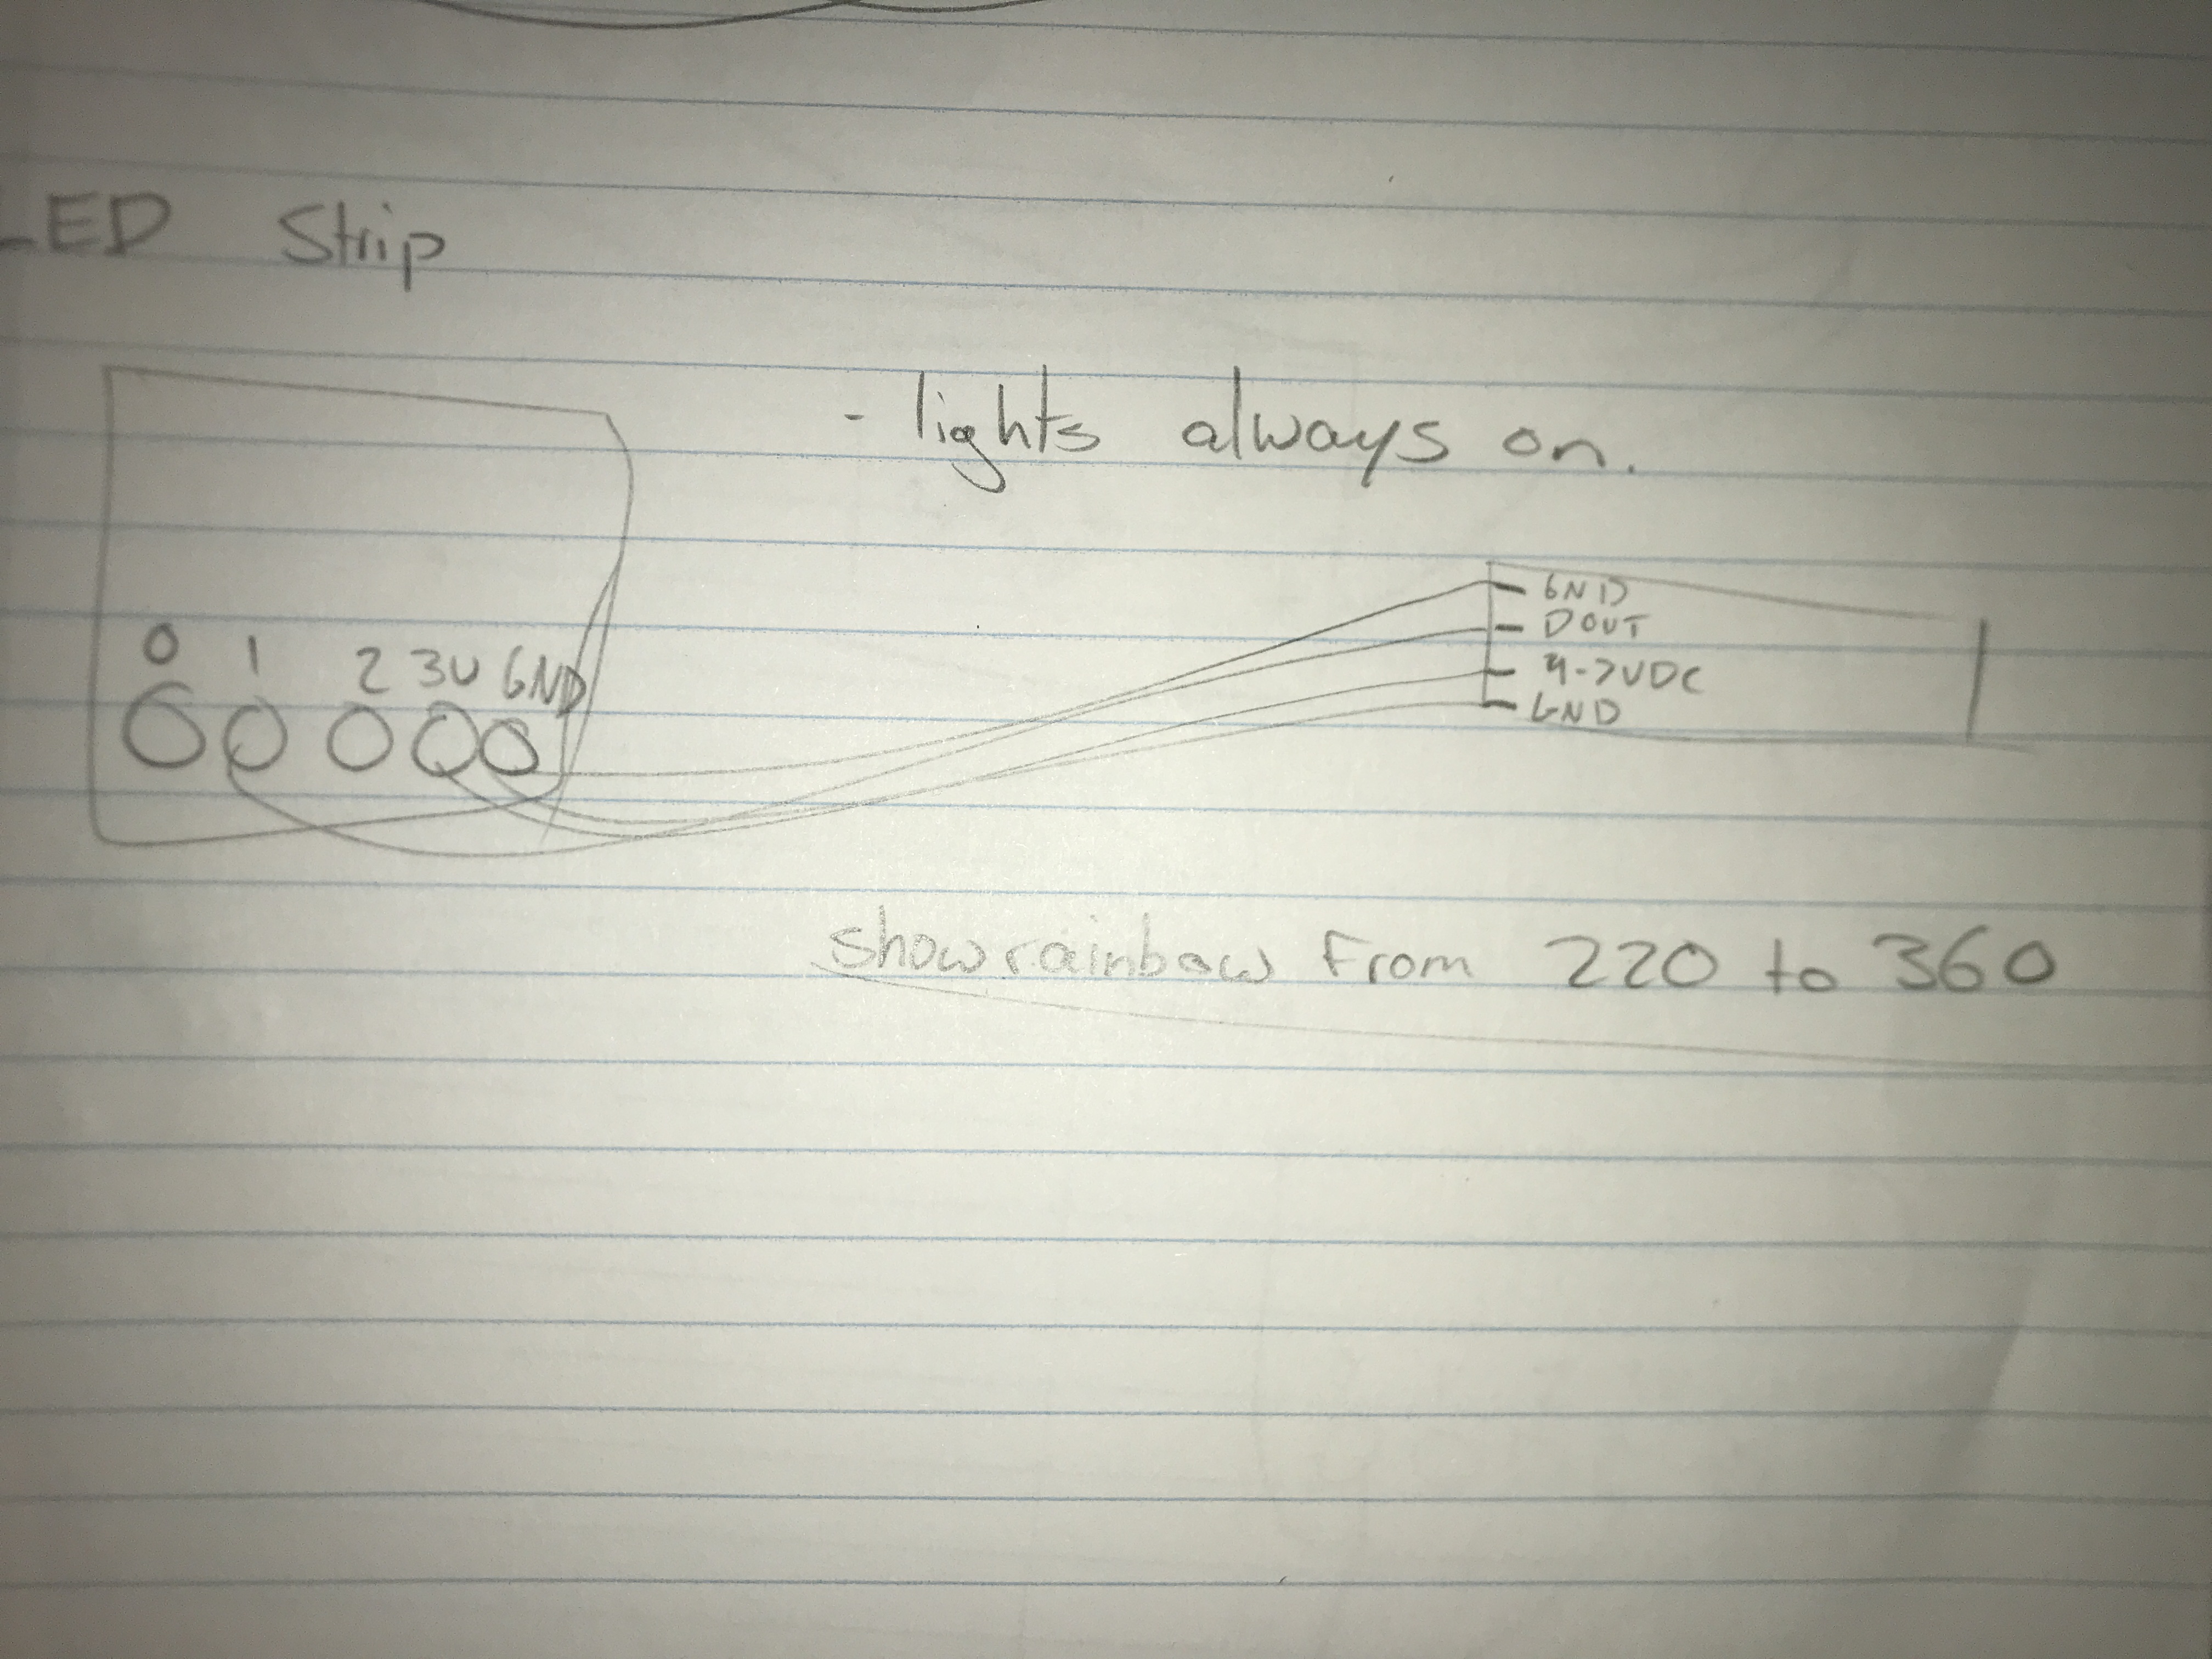 LED Strip
- lights always on.
0 1 2 3V GND
GND
DOUT
4-7VDC
GND
show rainbow from 220 to 360